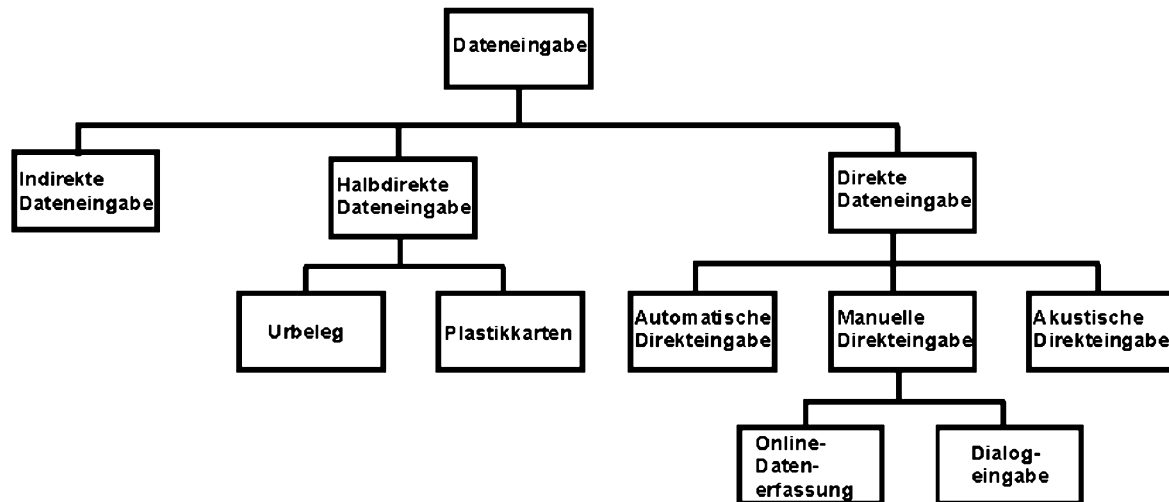 Dateneingabe
Indirekte
Dateneingabe
Halbdirekte
Dateneingabe
Direkte
Dateneingabe
Urbeleg
Plastikkarten
Automatische
Direkteingabe
Manuelle
Direkteingabe
Akustische
Direkteingabe
Online-
Daten-
erfassung
Dialog-
eingabe